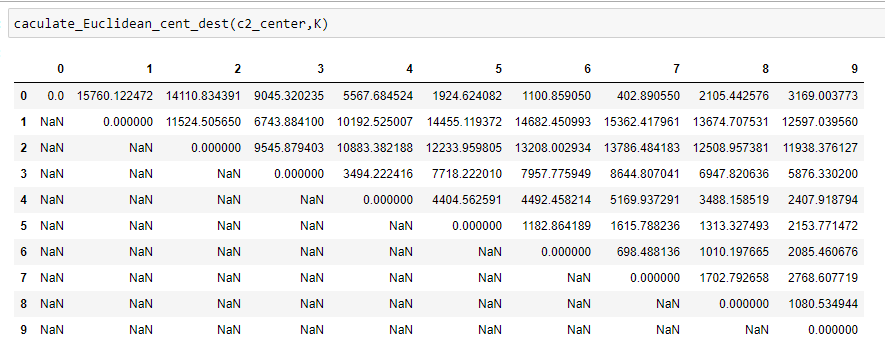 caculate_Euclidean_cent_dest(c2_center,K)
0 1 2 3 4 5 6 7 8 9
0 0.0 15760.122472 14110.834391 9045.320235 5567.684524 1924.624082 1100.859050 402.890550 2105.442576 3169.003773
1 NaN 0.000000 11524.505650 6743.884100 10192.525007 14455.119372 14682.450993 15362.417961 13674.707531 12597.039560
2 NaN NaN 0.000000 9545.879403 10883.382188 12233.959805 13208.002934 13786.484183 12508.957381 11938.376127
3 NaN NaN NaN 0.000000 3494.222416 7718.222010 7957.775949 8644.807041 6947.820636 5876.330200
4 NaN NaN NaN NaN 0.000000 4404.562591 4492.458214 5169.937291 3488.158519 2407.918794
5 NaN NaN NaN NaN NaN 0.000000 1182.864189 1615.788236 1313.327493 2153.771472
6 NaN NaN NaN NaN NaN NaN 0.000000 698.488136 1010.197665 2085.460676
7 NaN NaN NaN NaN NaN NaN NaN 0.000000 1702.792658 2768.607719
8 NaN NaN NaN NaN NaN NaN NaN NaN 0.000000 1080.534944
9 NaN NaN NaN NaN NaN NaN NaN NaN NaN 0.000000